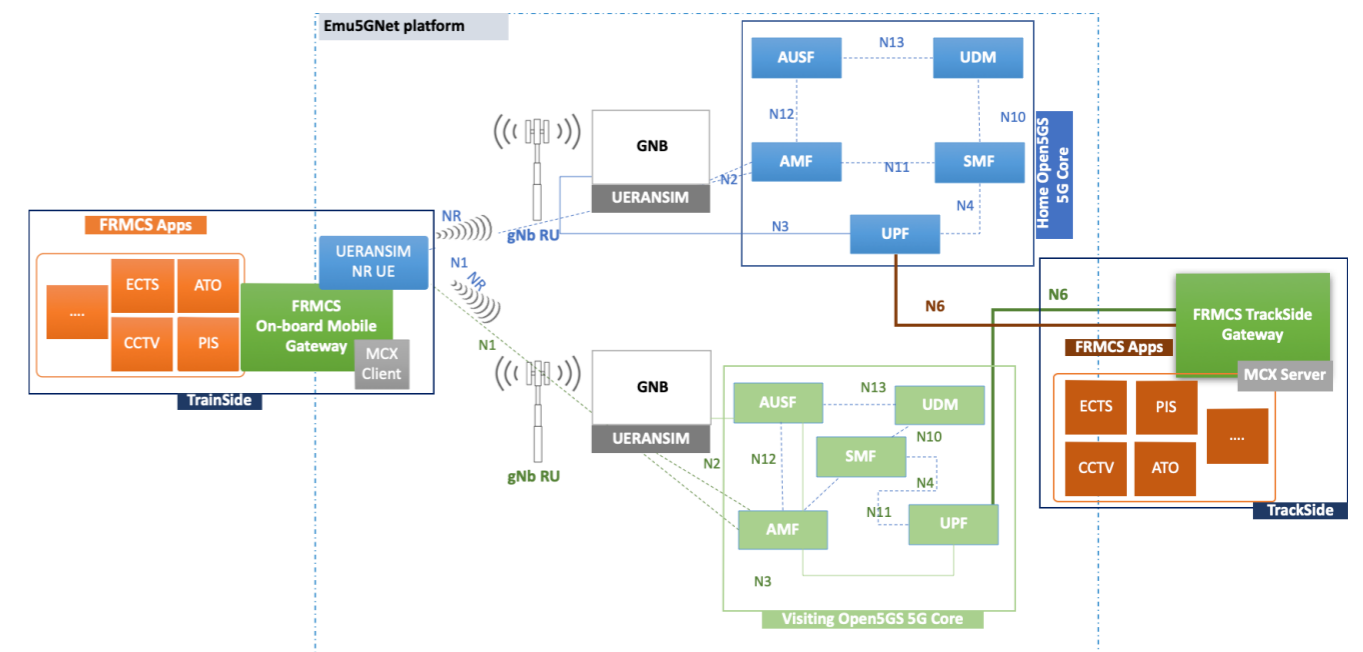 Emu5GNet platform
AUSF
N13
UDM
N12
N10
GNB
AMF
N11
SMF
N2
UERANSIM
Home Open5GS
5G Core
N4
NR
gNb RU
N3
UPF
FRMCS Apps
UERANSIM
NR UE
N1
NR
ECTS
ATO
....
CCTV
PIS
FRMCS
On-board Mobile
Gateway
MCX
Client
TrainSide
N1
N6
N6
FRMCS TrackSide
Gateway
FRMCS Apps
MCX Server
ECTS
PIS
....
CCTV
ATO
TrackSide
GNB
UERANSIM
gNb RU
N2
AUSF
N13
UDM
N10
N12
SMF
N4
N11
AMF
UPF
N3
Visiting Open5GS 5G Core